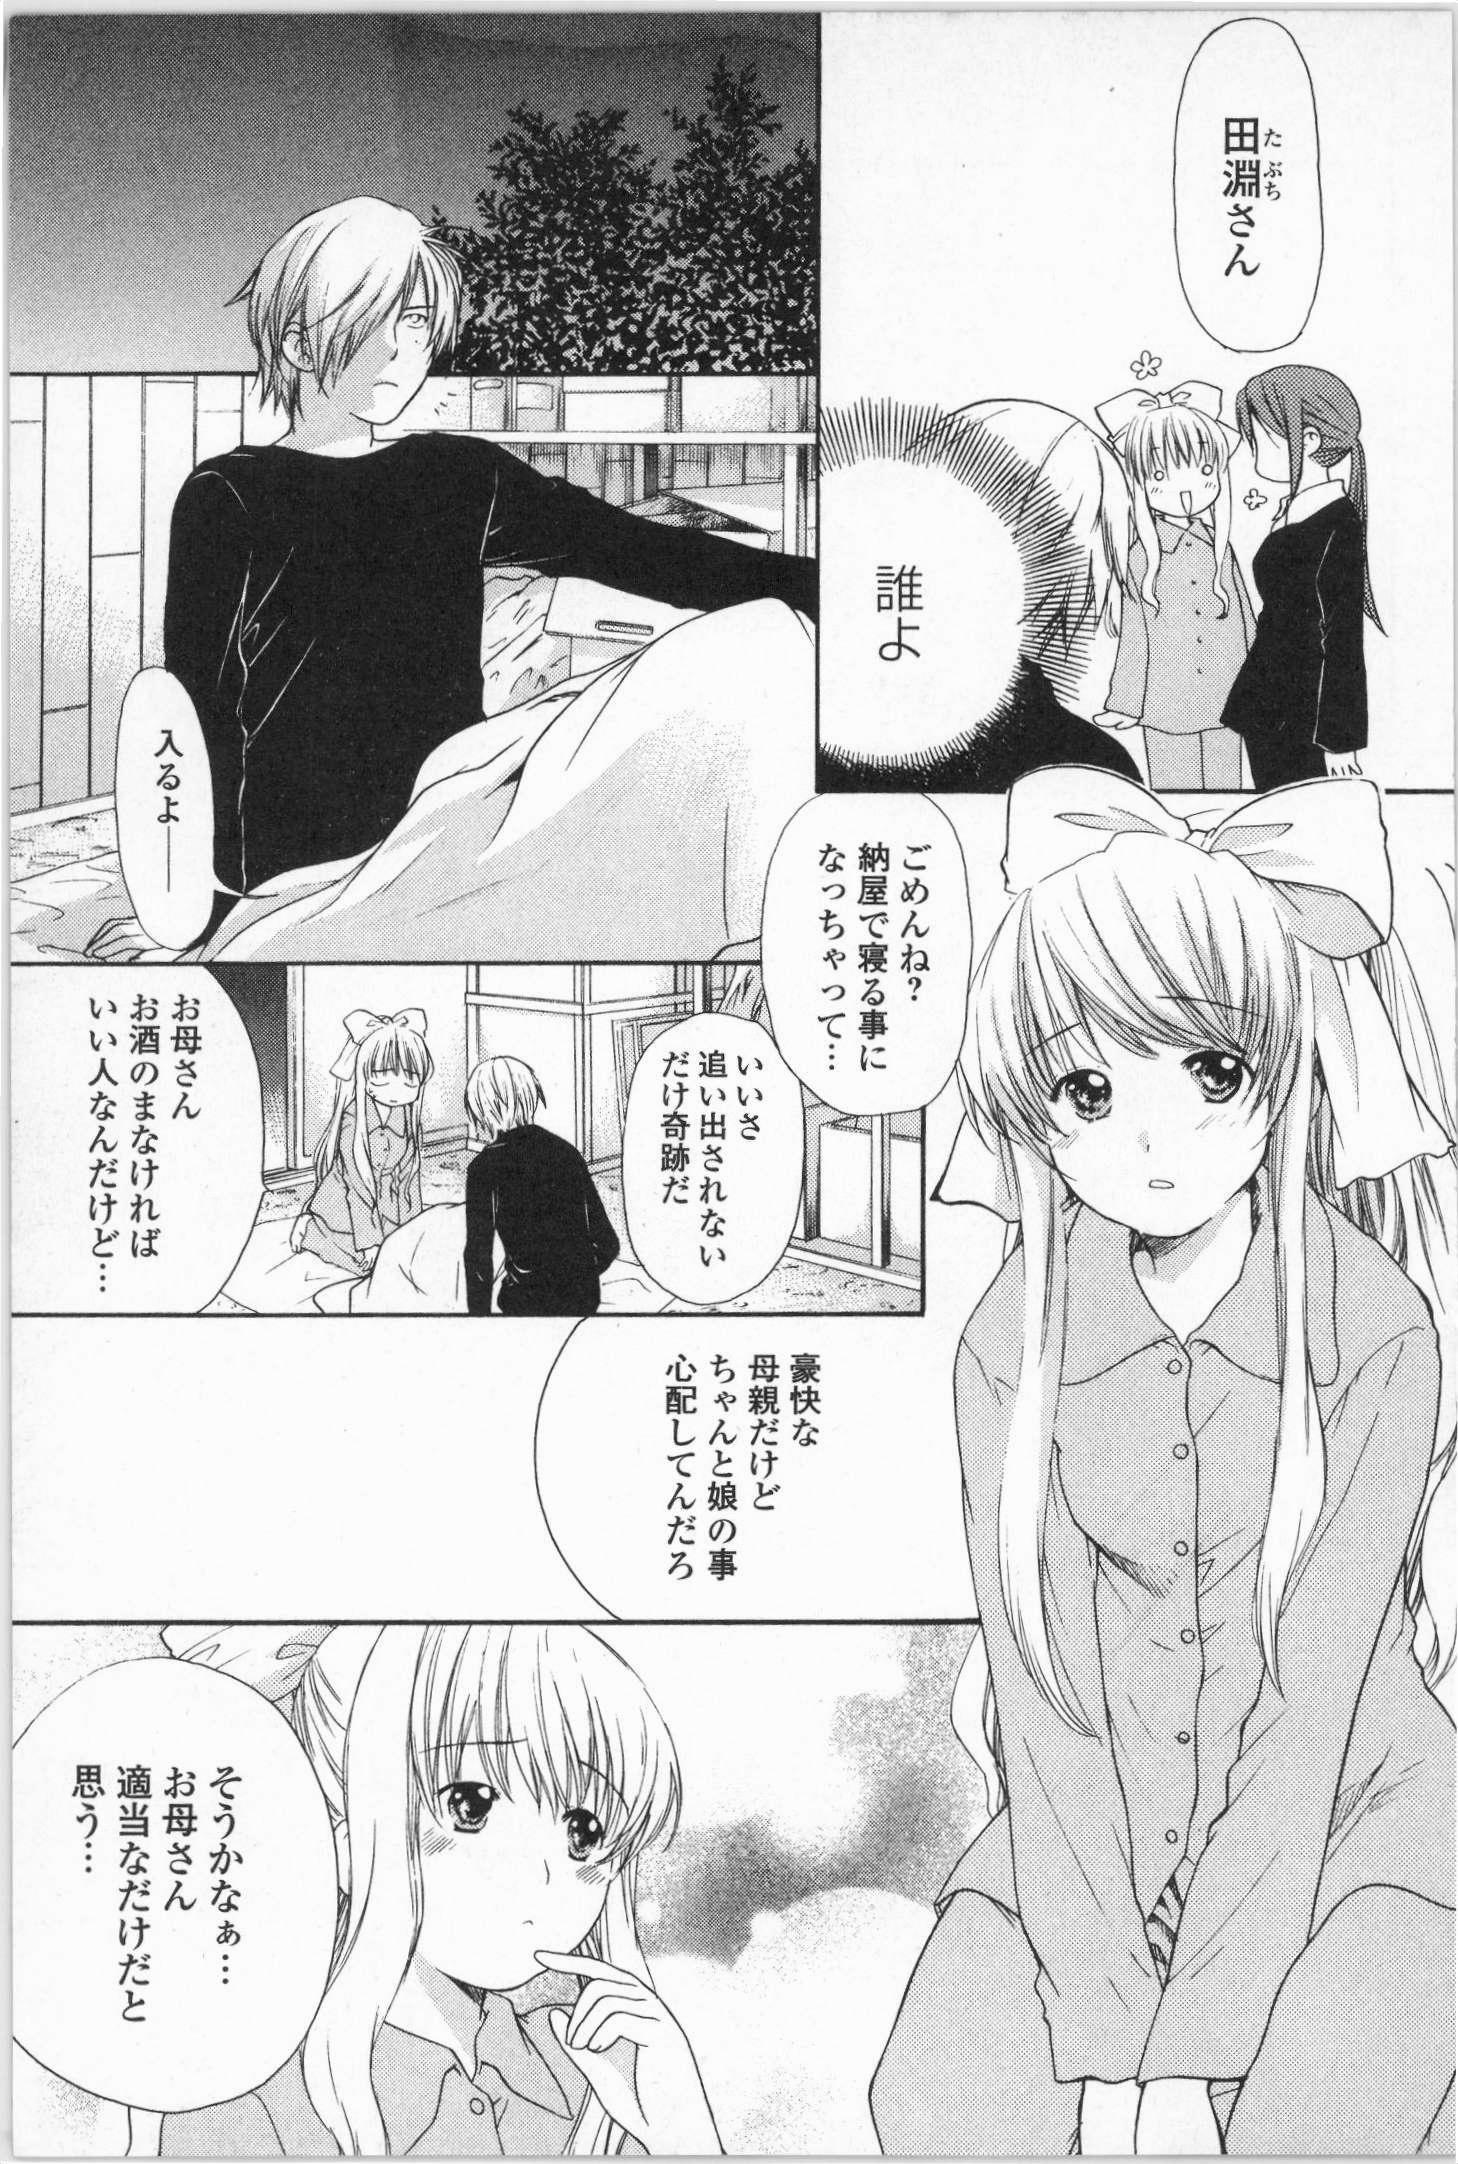 田淵さん
たぶち
誰よ
入るよ――
ごめんね？
納屋で寝る事に
なっちゃって…
いいさ
追い出されない
だけ奇跡だ
お母さん
お酒のまなければ
いい人なんだけど…
豪快な
母親だけど
ちゃんと娘の事
心配してんだろ
そうかなぁ…
お母さん
適当なだけだと
思う…